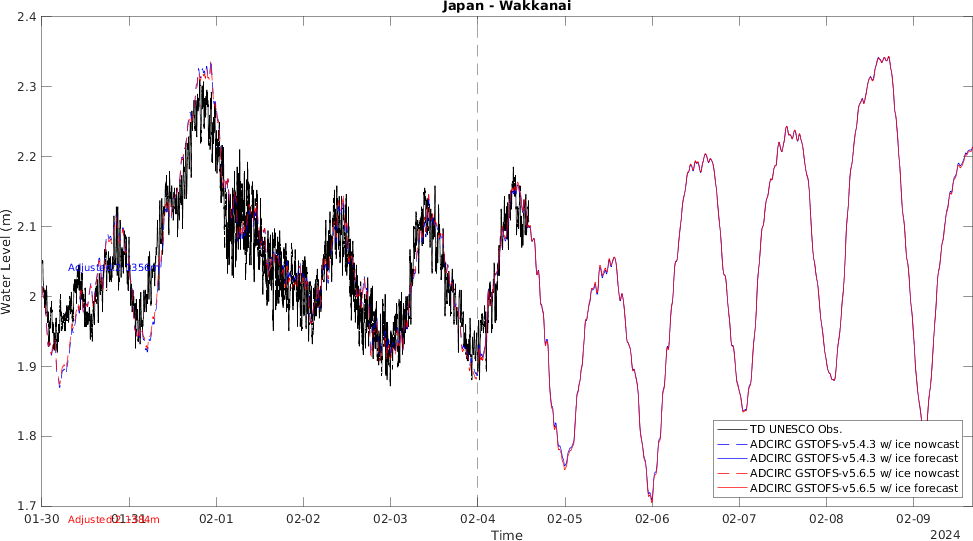 Japan - Wakkanai
2.4
2.3
2.2
2.1
2
1.9
1.8
1.7
Water Level (m)
TD UNESCO Obs.
ADCIRC GSTOFS-v5.4.3 w/ ice nowcast
ADCIRC GSTOFS-v5.4.3 w/ ice forecast
ADCIRC GSTOFS-v5.6.5 w/ ice nowcast
ADCIRC GSTOFS-v5.6.5 w/ ice forecast
01-30 01-31 02-01 02-02 02-03 02-04 02-05 02-06 02-07 02-08 02-09
Adjusted
Time
2024